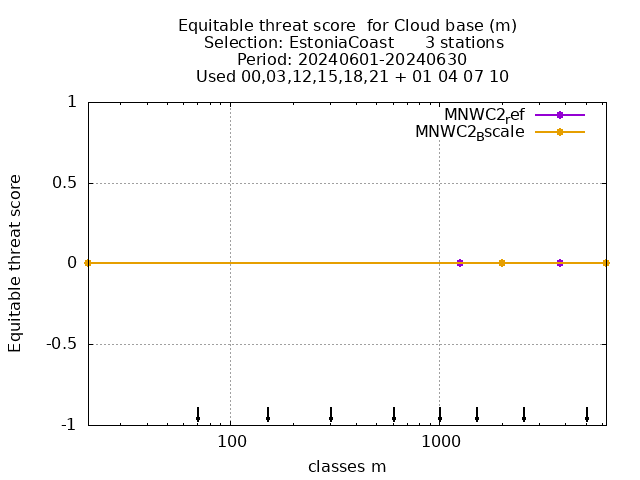 Equitable threat score  for Cloud base (m)
Selection: EstoniaCoast      3 stations
Period: 20240601-20240630
Used 00,03,12,15,18,21 + 01 04 07 10
MNWC2ref
MNWC2Bscale
1
0.5
0
-0.5
-1
Equitable threat score
100
1000
classes m